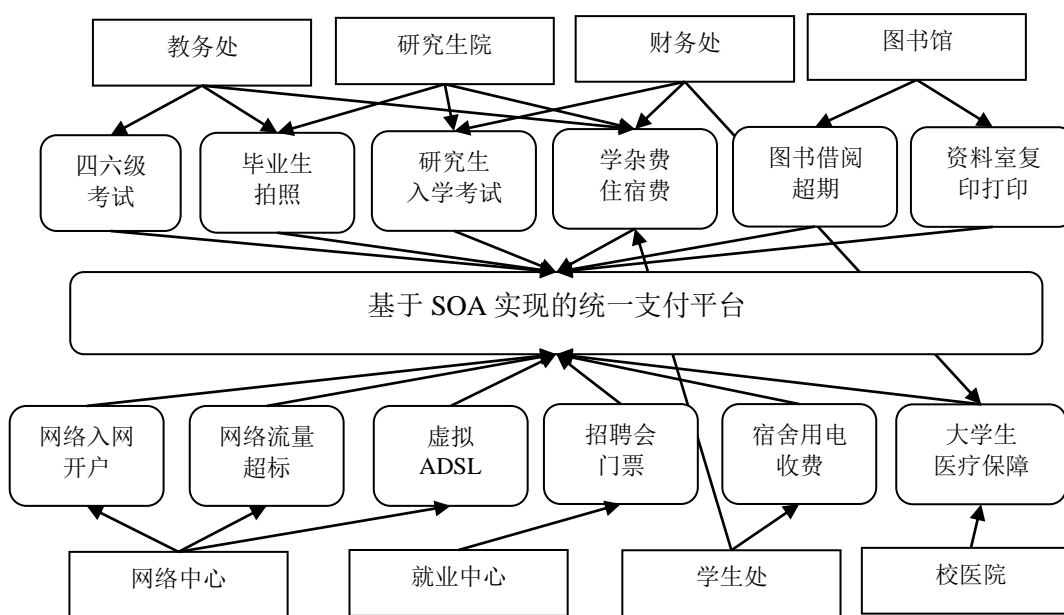 教务处
研究生院
财务处
图书馆
四六级
考试
毕业生
拍照
研究生
入学考试
学杂费
住宿费
图书借阅
超期
资料室复
印打印
基于 SOA 实现的统一支付平台
网络入网
开户
网络流量
超标
虚拟
ADSL
招聘会
门票
宿舍用电
收费
大学生
医疗保障
网络中心
就业中心
学生处
校医院